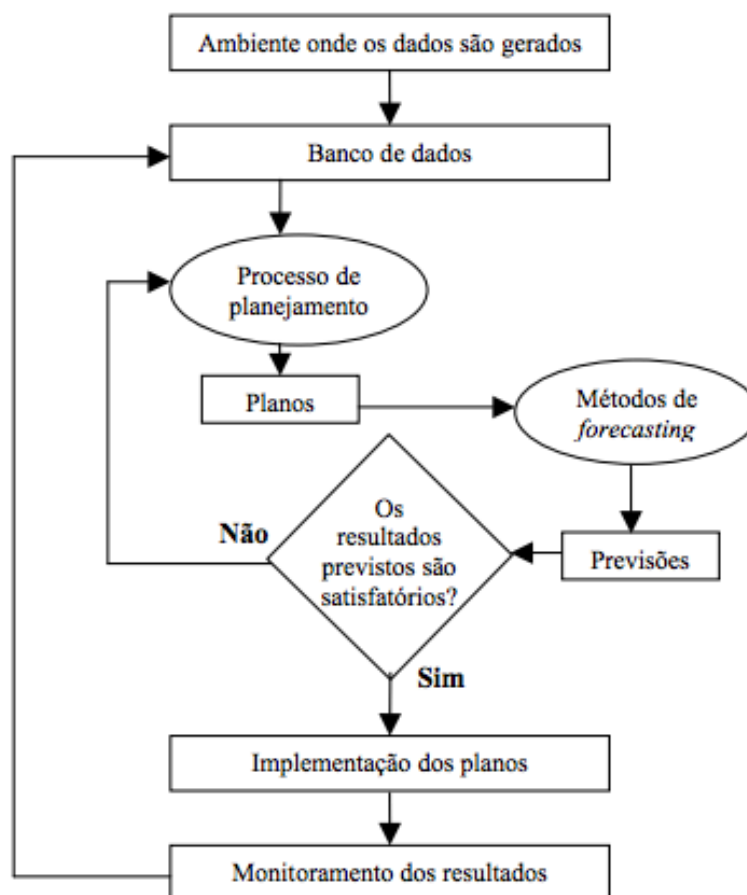 Ambiente onde os dados são gerados
Banco de dados
Processo de
planejamento
Planos
Métodos de
forecasting
Os
resultados
previstos são
satisfatórios?
Não
Previsões
Sim
Implementação dos planos
Monitoramento dos resultados